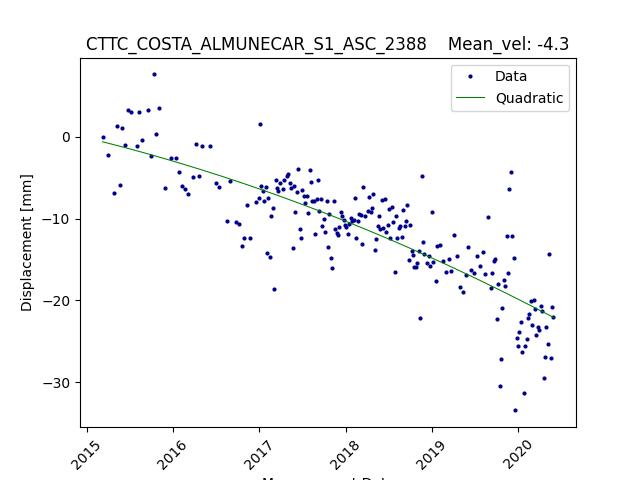 CTTC_COSTA_ALMUNECAR_S1_ASC_2388 Mean_vel: -4.3
Data
Quadratic
Displacement [mm]
0
−10
−20
−30
2015
2016
2017
2018
2019
2020